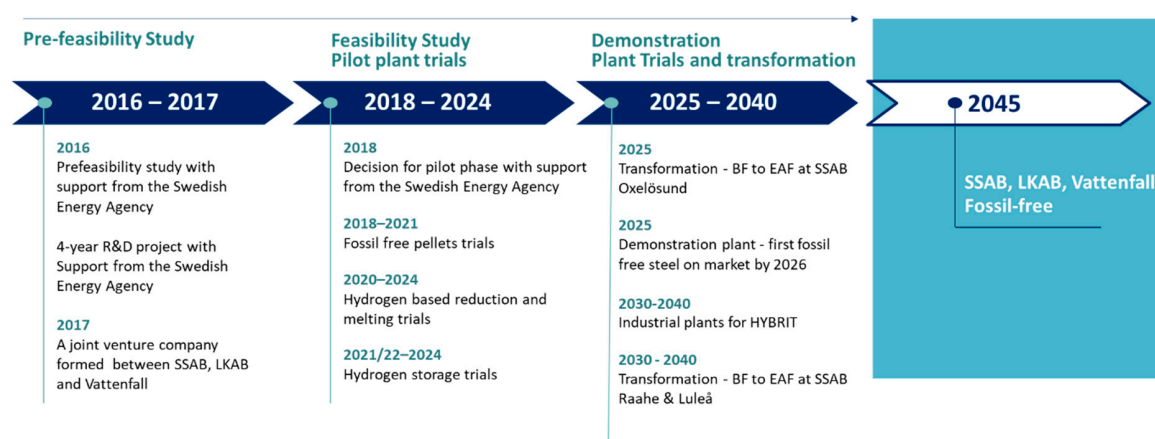 Pre-feasibility Study
2016 – 2017
2016
Prefeasibility study with
support from the Swedish
Energy Agency
4-year R&D project with
Support from the Swedish
Energy Agency
2017
A joint venture company
formed between SSAB, LKAB
and Vattenfall
Feasibility Study
Pilot plant trials
2018 – 2024
2018
Decision for pilot phase with support
from the Swedish Energy Agency
2018–2021
Fossil free pellets trials
2020–2024
Hydrogen based reduction and
melting trials
2021/22–2024
Hydrogen storage trials
Demonstration
Plant Trials and transformation
2025 – 2040
2025
Transformation - BF to EAF at SSAB
Oxelösund
2025
Demonstration plant - first fossil
free steel on market by 2026
2030-2040
Industrial plants for HYBRIT
2030 - 2040
Transformation - BF to EAF at SSAB
Raahe & Luleå
2045
SSAB, LKAB, Vattenfall
Fossil-free